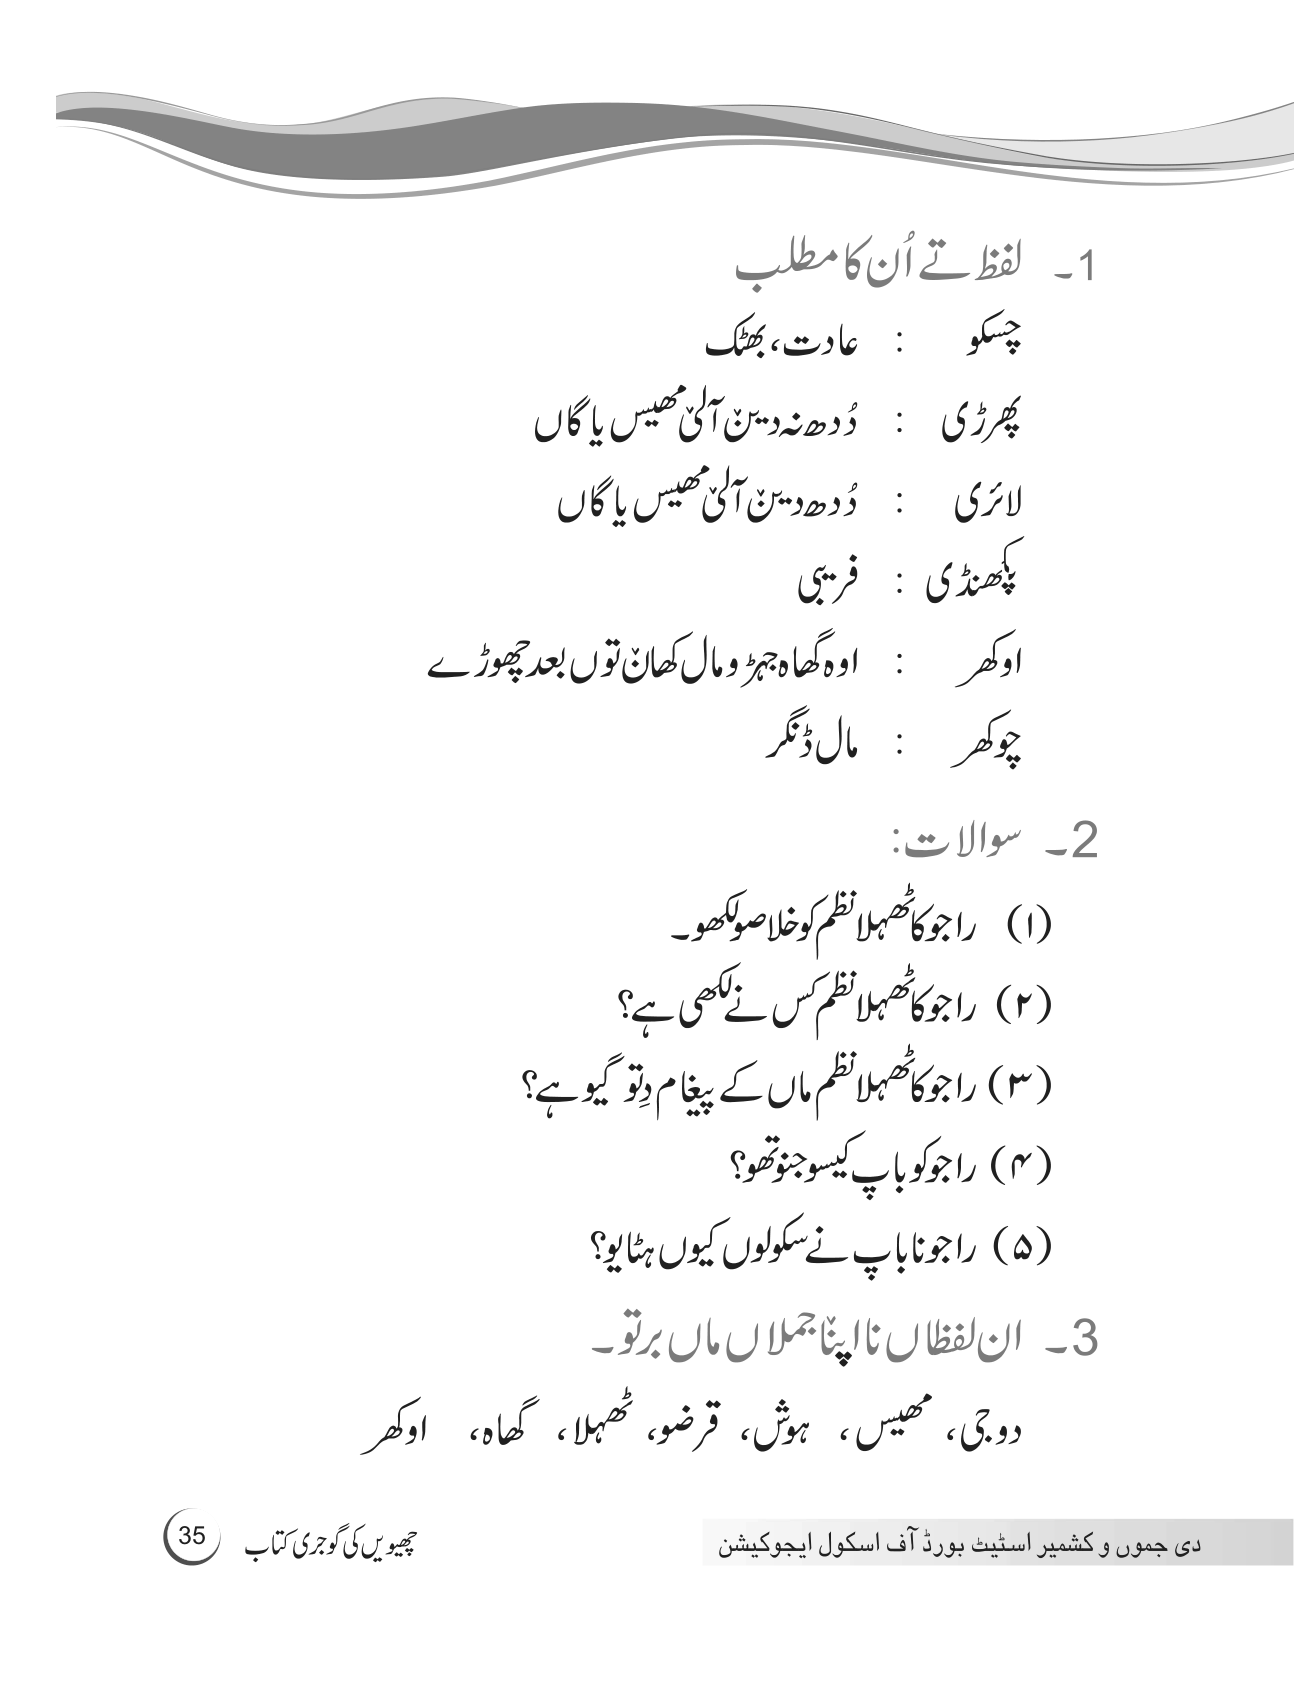 1۔ لفظ تے اُن کا مطلب
چسکو : عادت، بھٹک
پھرڑی : دُدھ نہ دین٘ آلی٘ مھیس یا گاں
لائری : دُدھ دین٘ آلی٘ مھیس یا گاں
پکھنڈی : فریبی
اوکھر : اوہ گھاہ جہڑو مال کھان٘ توں بعد چھوڑے
چوکھر : مال ڈنگر
2۔ سوالات:
(۱) راجو کا ٹھہلا نظم کو خلاصو لکھو۔
(۲) راجو کا ٹھہلا نظم کس نے لکھی ہے؟
(۳) راجو کا ٹھہلا نظم ماں کے پیغام دِتو گیو ہے؟
(۴) راجو کو باپ کیسو جنو تھو؟
(۵) راجو نا باپ نے سکولوں کیوں ہٹایو؟
3۔ ان لفظاں نا اپن٘ا جملاں ماں برتو۔
دوجی، مھیس، ہوش، قرضو، ٹھہلا، گھاہ، اوکھر
دی جموں و کشمیر اسٹیٹ بورڈ آف اسکول ایجوکیشن
چھیویں کی گوجری کتاب 35